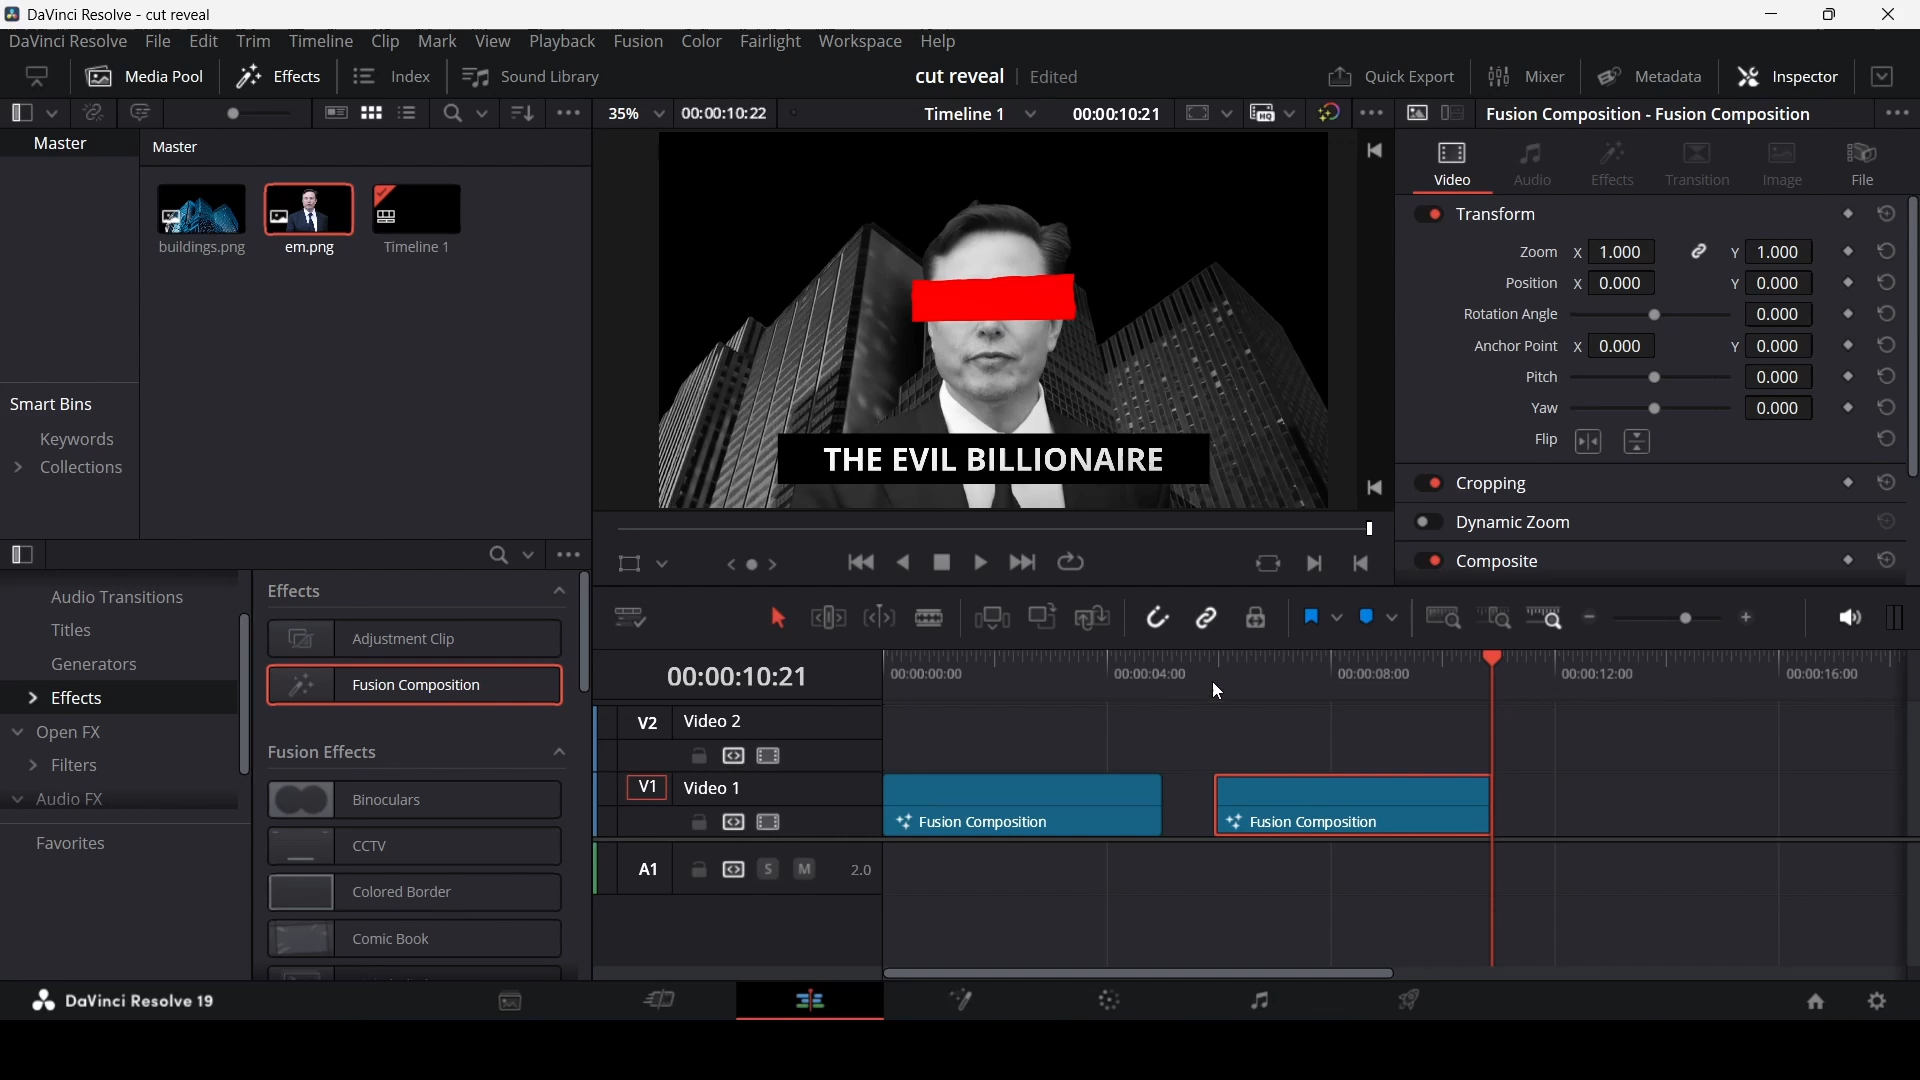 DaVinci Resolve - cut reveal
DaVinci Resolve File Edit Trim Timeline Clip Mark View Playback Fusion Color Fairlight Workspace Help
Media Pool Effects Index Sound Library cut reveal Edited Quick Export Mixer Metadata Inspector
35% 00:00:10:22 Timeline 1 00:00:10:21 Fusion Composition - Fusion Composition
Master Master
Video Audio Effects Transition Image File
buildings.png em.png Timeline 1
Transform
Zoom X 1.000 Y 1.000
Position X 0.000 Y 0.000
Rotation Angle 0.000
Anchor Point X 0.000 Y 0.000
Pitch 0.000
Yaw 0.000
Flip
Cropping
Dynamic Zoom
Composite
THE EVIL BILLIONAIRE
Smart Bins
Keywords
Collections
Audio Transitions
Titles
Generators
Effects
Open FX
Filters
Audio FX
Favorites
Effects
Adjustment Clip
Fusion Composition
Fusion Effects
Binoculars
CCTV
Colored Border
Comic Book
00:00:10:21 00:00:00:00 00:00:04:00 00:00:08:00 00:00:12:00 00:00:16:00
V2 Video 2
V1 Video 1
Fusion Composition Fusion Composition
A1 S M 2.0
DaVinci Resolve 19